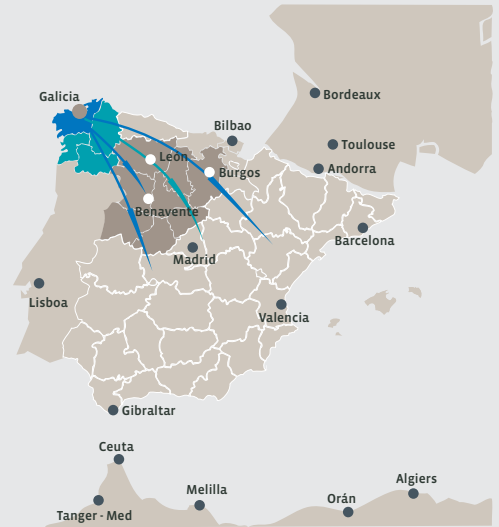 Galicia
Bordeaux
Bilbao
Toulouse
León
Andorra
Burgos
Benavente
Barcelona
Madrid
Lisboa
Valencia
Gibraltar
Ceuta
Melilla
Algiers
Orán
Tanger - Med